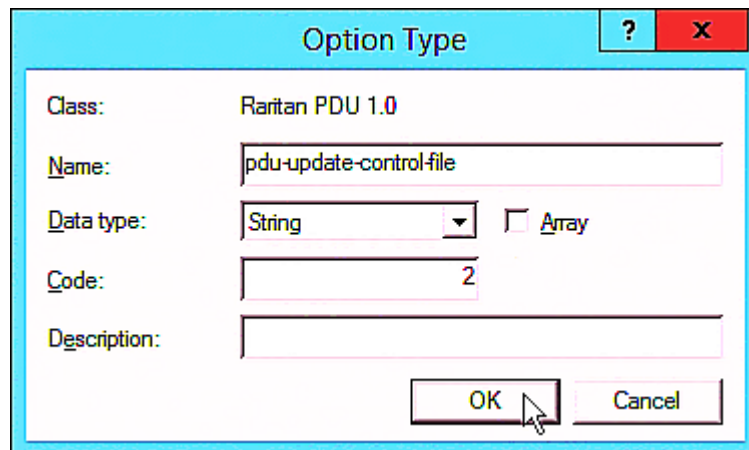 Option Type
?
x
Class: Raritan PDU 1.0
Name: pdu-update-control-file
Data type: String Array
Code: 2
Description:
OK Cancel